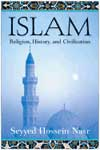 ISLAM
Religion, History, and Civilization
Seyyed Hossein Nasr